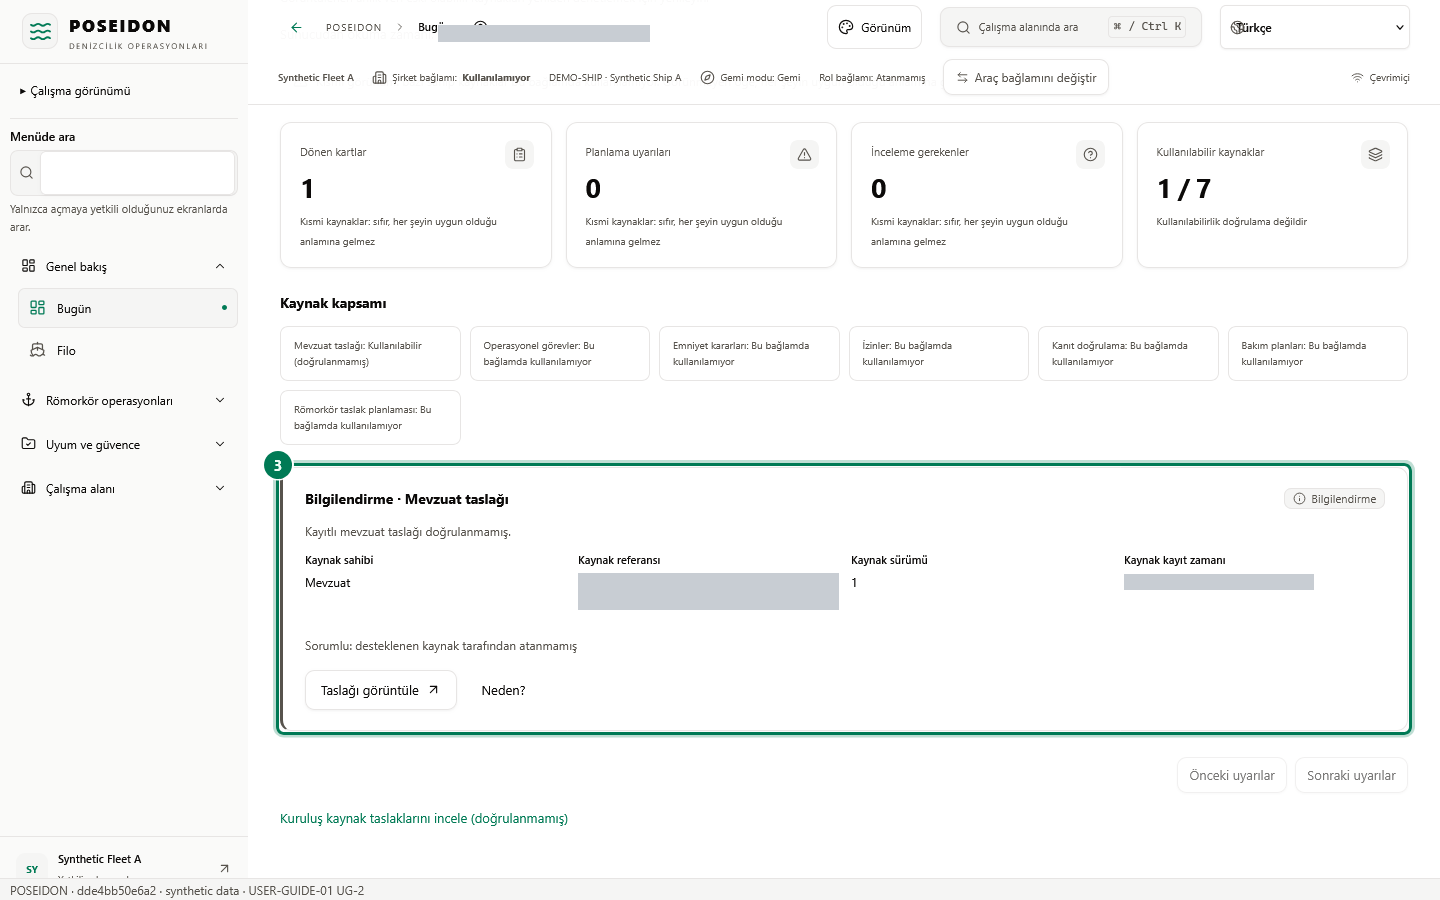 POSEIDON
DENİZCİLİK OPERASYONLARI
Çalışma görünümü
Menüde ara
Yalnızca açmaya yetkili olduğunuz ekranlarda
arar.
Genel bakış
Bugün
Filo
Römorkör operasyonları
Uyum ve güvence
Çalışma alanı
SY
Synthetic Fleet A
POSEIDON
Görünüm
Çalışma alanında ara
⌘ / Ctrl K
Türkçe
Synthetic Fleet A
Şirket bağlamı: Kullanılamıyor
DEMO-SHIP · Synthetic Ship A
Gemi modu: Gemi
Rol bağlamı: Atanmamış
Araç bağlamını değiştir
Çevrimiçi
Dönen kartlar
1
Kısmi kaynaklar: sıfır, her şeyin uygun olduğu
anlamına gelmez
Planlama uyarıları
0
Kısmi kaynaklar: sıfır, her şeyin uygun olduğu
anlamına gelmez
İnceleme gerekenler
0
Kısmi kaynaklar: sıfır, her şeyin uygun olduğu
anlamına gelmez
Kullanılabilir kaynaklar
1 / 7
Kullanılabilirlik doğrulama değildir
Kaynak kapsamı
Mevzuat taslağı: Kullanılabilir
(doğrulanmamış)
Operasyonel görevler: Bu
bağlamda kullanılamıyor
Emniyet kararları: Bu bağlamda
kullanılamıyor
İzinler: Bu bağlamda
kullanılamıyor
Kanıt doğrulama: Bu bağlamda
kullanılamıyor
Bakım planları: Bu bağlamda
kullanılamıyor
Römorkör taslak planlaması: Bu
bağlamda kullanılamıyor
3
Bilgilendirme · Mevzuat taslağı
Bilgilendirme
Kayıtlı mevzuat taslağı doğrulanmamış.
Kaynak sahibi
Mevzuat
Kaynak referansı
Kaynak sürümü
1
Kaynak kayıt zamanı
Sorumlu: desteklenen kaynak tarafından atanmamış
Taslağı görüntüle
Neden?
Önceki uyarılar
Sonraki uyarılar
Kuruluş kaynak taslaklarını incele (doğrulanmamış)
POSEIDON · dde4bb50e6a2 · synthetic data · USER-GUIDE-01 UG-2